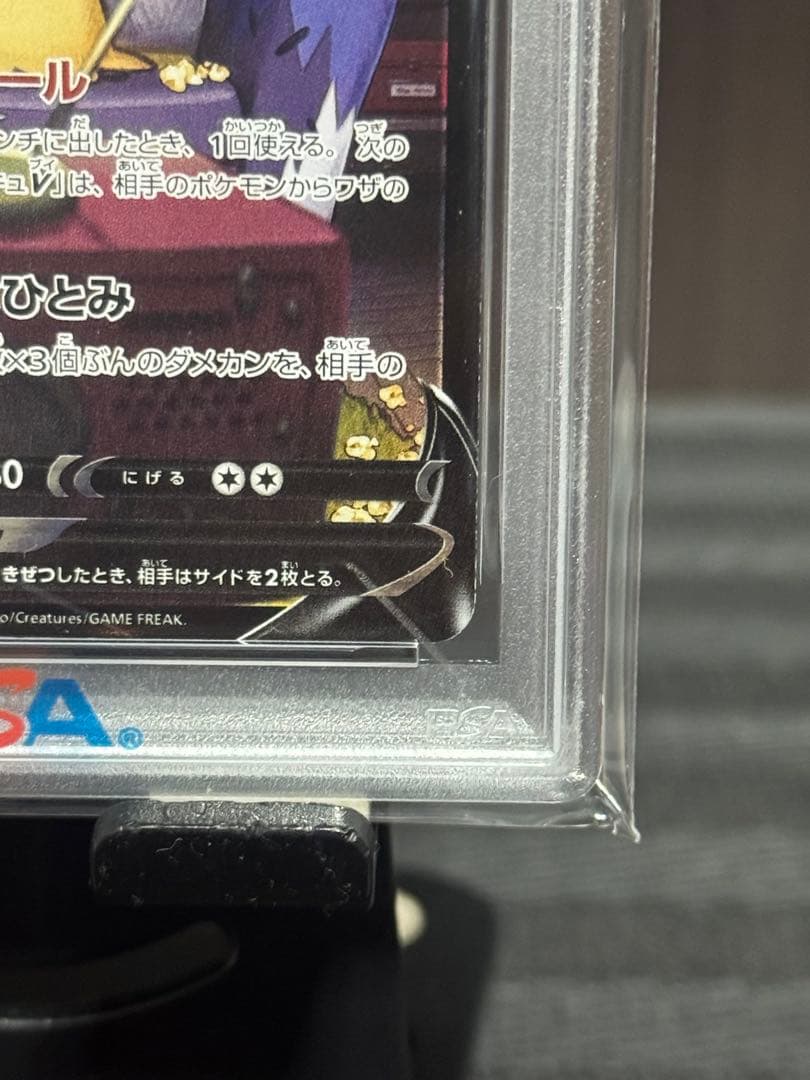 ール
ンチに出したとき、1回使える。次の
ュV」は、相手のポケモンからワザの
ひとみ
×3個ぶんのダメカンを、相手の
にげる
きぜつしたとき、相手はサイドを2枚とる。
o/Creatures/GAME FREAK.
SA®
PSA